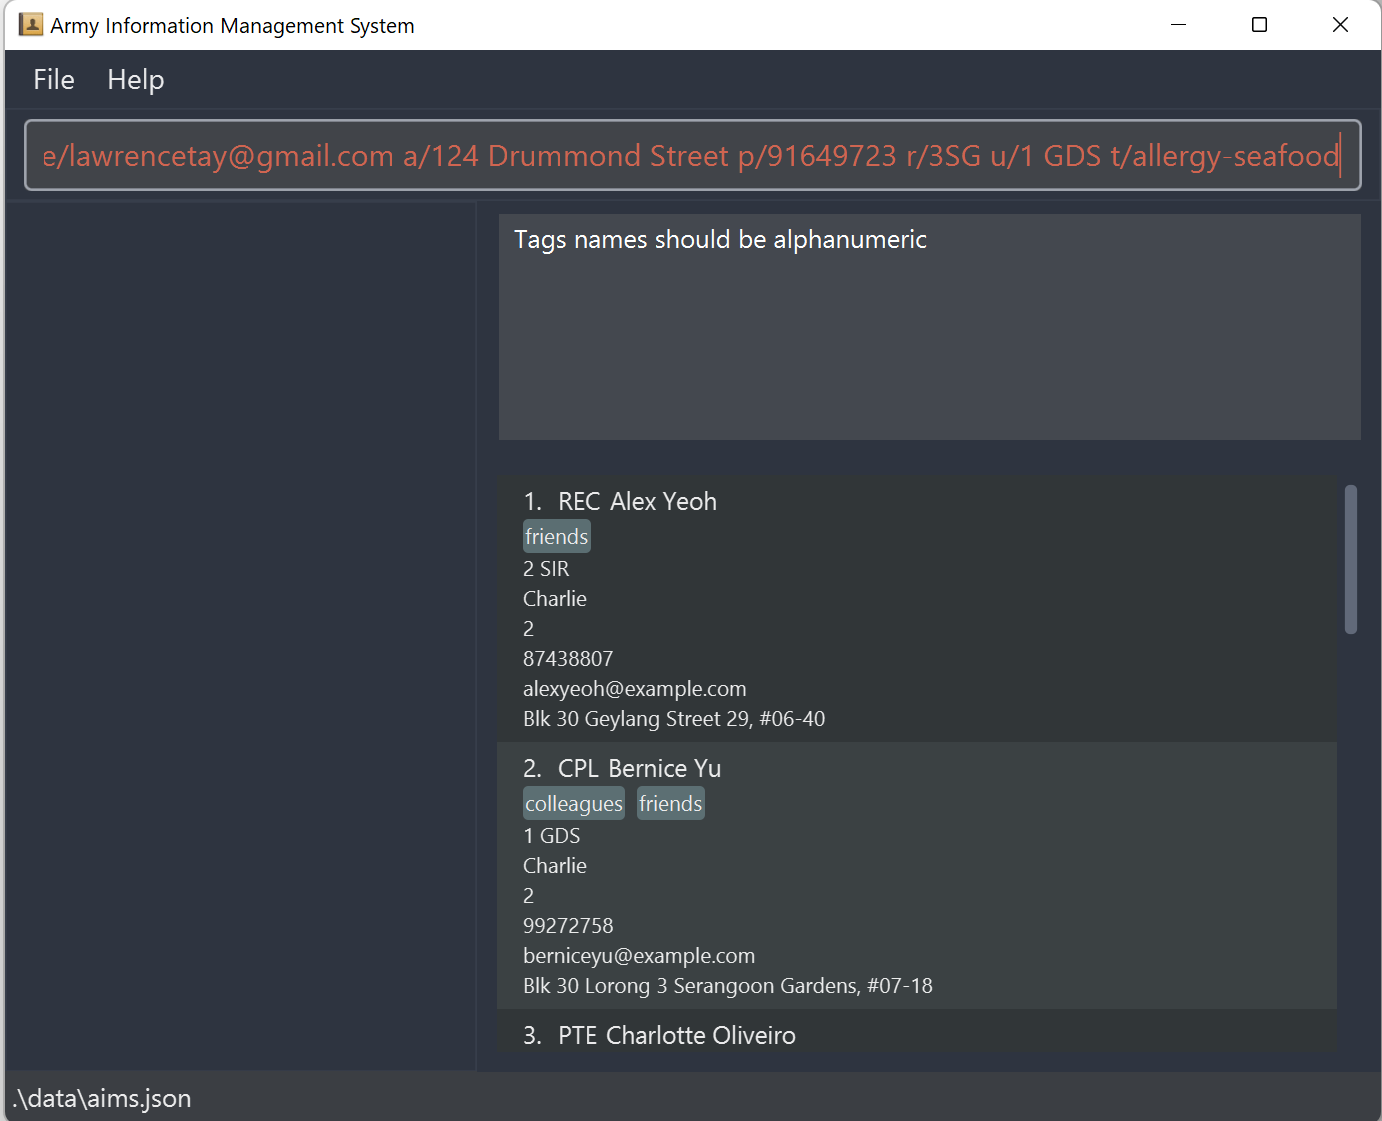 Army Information Management System
File Help
e/lawrencetay@gmail.com a/124 Drummond Street p/91649723 r/3SG u/1 GDS t/allergy-seafood
Tags names should be alphanumeric
1. REC Alex Yeoh
friends
2 SIR
Charlie
2
87438807
alexyeoh@example.com
Blk 30 Geylang Street 29, #06-40
2. CPL Bernice Yu
colleagues friends
1 GDS
Charlie
2
99272758
berniceyu@example.com
Blk 30 Lorong 3 Serangoon Gardens, #07-18
3. PTE Charlotte Oliveiro
.\data\aims.json